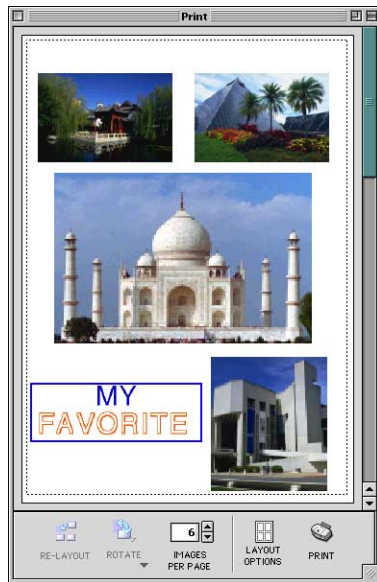 Print
MY
FAVORITE
6
RE-LAYOUT
ROTATE
IMAGES
PER PAGE
LAYOUT
OPTIONS
PRINT